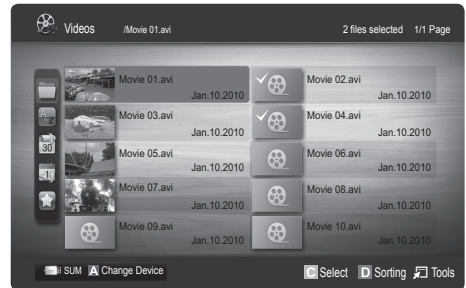 Videos /Movie 01.avi 2 files selected 1/1 Page
Movie 01.avi Movie 02.avi
Jan.10.2010 Jan.10.2010
Movie 03.avi Movie 04.avi
Jan.10.2010 Jan.10.2010
30
Movie 05.avi Movie 06.avi
Jan.10.2010 Jan.10.2010
1
Movie 07.avi Movie 08.avi
Jan.10.2010 Jan.10.2010
Movie 09.avi Movie 10.avi
Jan.10.2010 Jan.10.2010
SUM A Change Device C Select D Sorting Tools